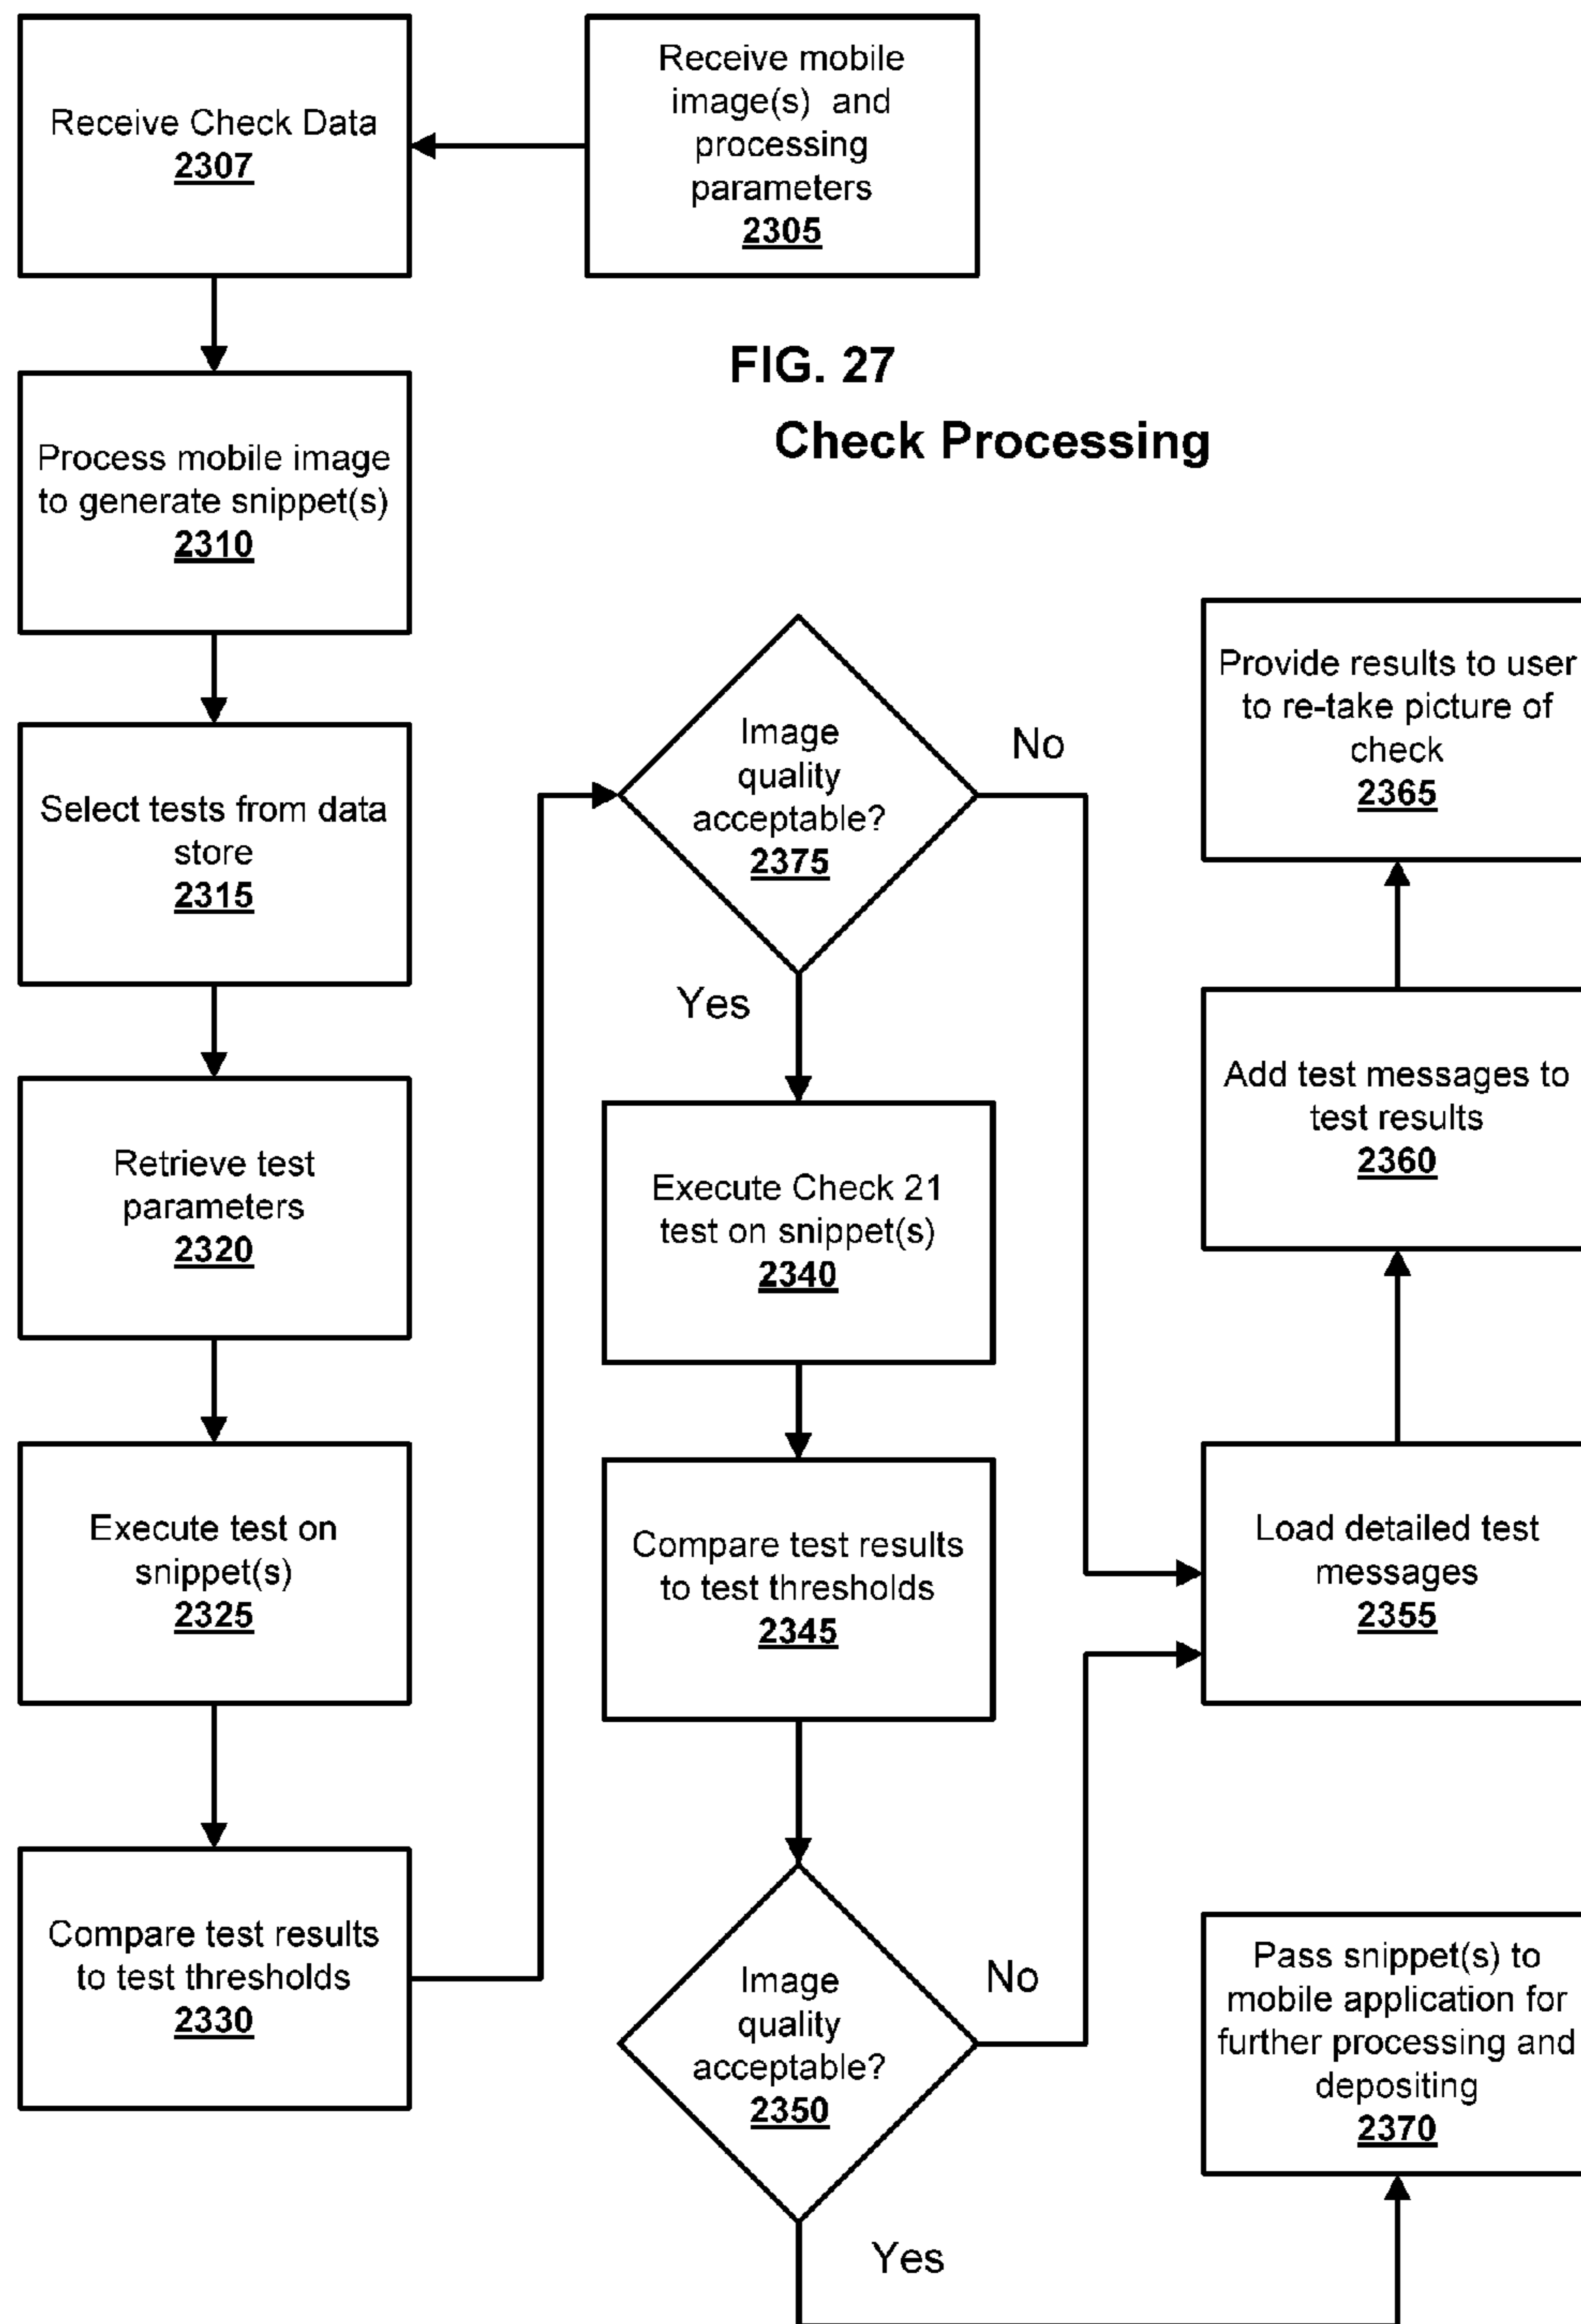 Receive Check Data
2307
Receive mobile
image(s) and
processing
parameters
2305
FIG. 27
Check Processing
Process mobile image
to generate snippet(s)
2310
Select tests from data
store
2315
Retrieve test
parameters
2320
Execute test on
snippet(s)
2325
Compare test results
to test thresholds
2330
Image
quality
acceptable?
2375
No
Yes
Execute Check 21
test on snippet(s)
2340
Compare test results
to test thresholds
2345
Image
quality
acceptable?
2350
No
Yes
Provide results to user
to re-take picture of
check
2365
Add test messages to
test results
2360
Load detailed test
messages
2355
Pass snippet(s) to
mobile application for
further processing and
depositing
2370